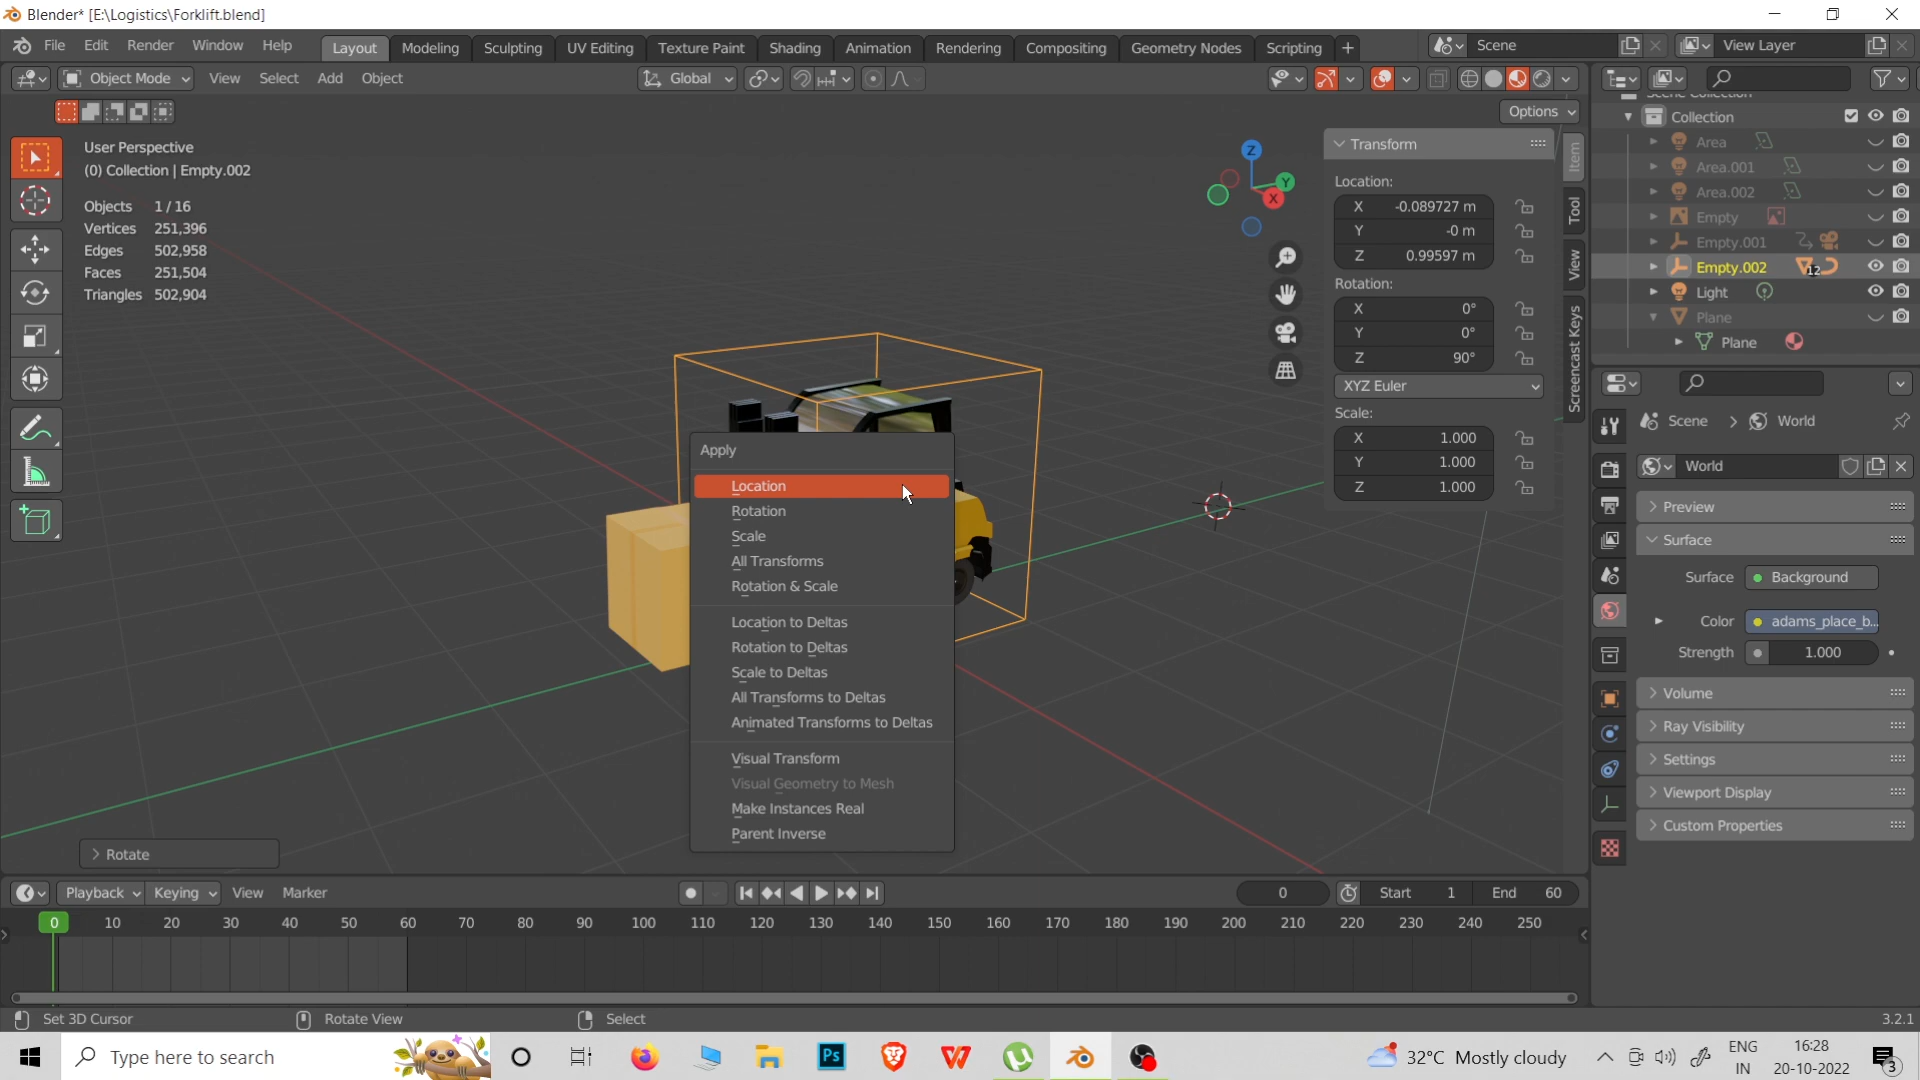 Blender* [E:\Logistics\Forklift.blend]
File Edit Render Window Help Layout Modeling Sculpting UV Editing Texture Paint Shading Animation Rendering Compositing Geometry Nodes Scripting + Scene View Layer
Object Mode View Select Add Object Global
Options
User Perspective
(0) Collection | Empty.002
Objects 1 / 16
Vertices 251,396
Edges 502,958
Faces 251,504
Triangles 502,904
Z
Y
X
Transform
Location:
X -0.089727 m
Y -0 m
Z 0.99597 m
Rotation:
X 0°
Y 0°
Z 90°
XYZ Euler
Scale:
X 1.000
Y 1.000
Z 1.000
Item
Tool
View
Screencast Keys
Apply
Location
Rotation
Scale
All Transforms
Rotation & Scale
Location to Deltas
Rotation to Deltas
Scale to Deltas
All Transforms to Deltas
Animated Transforms to Deltas
Visual Transform
Visual Geometry to Mesh
Make Instances Real
Parent Inverse
Rotate
Scene Collection
Collection
Area
Area.001
Area.002
Empty
Empty.001
Empty.002 12
Light
Plane
Plane
Scene World
World
Preview
Surface
Surface Background
Color adams_place_b..
Strength 1.000
Volume
Ray Visibility
Settings
Viewport Display
Custom Properties
Playback Keying View Marker 0 Start 1 End 60
0 10 20 30 40 50 60 70 80 90 100 110 120 130 140 150 160 170 180 190 200 210 220 230 240 250
Set 3D Cursor Rotate View Select 3.2.1
Type here to search Ps 32°C Mostly cloudy ENG IN 16:28 20-10-2022 3